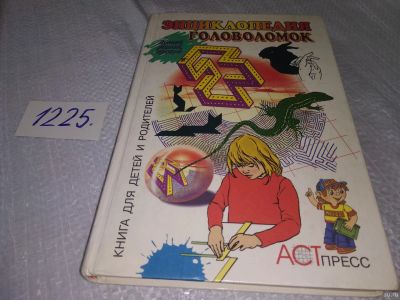 ЭНЦИКЛОПЕДИЯ
ГОЛОВОЛОМОК
1225.
КНИГА ДЛЯ ДЕТЕЙ И РОДИТЕЛЕЙ
АСТ ПРЕСС